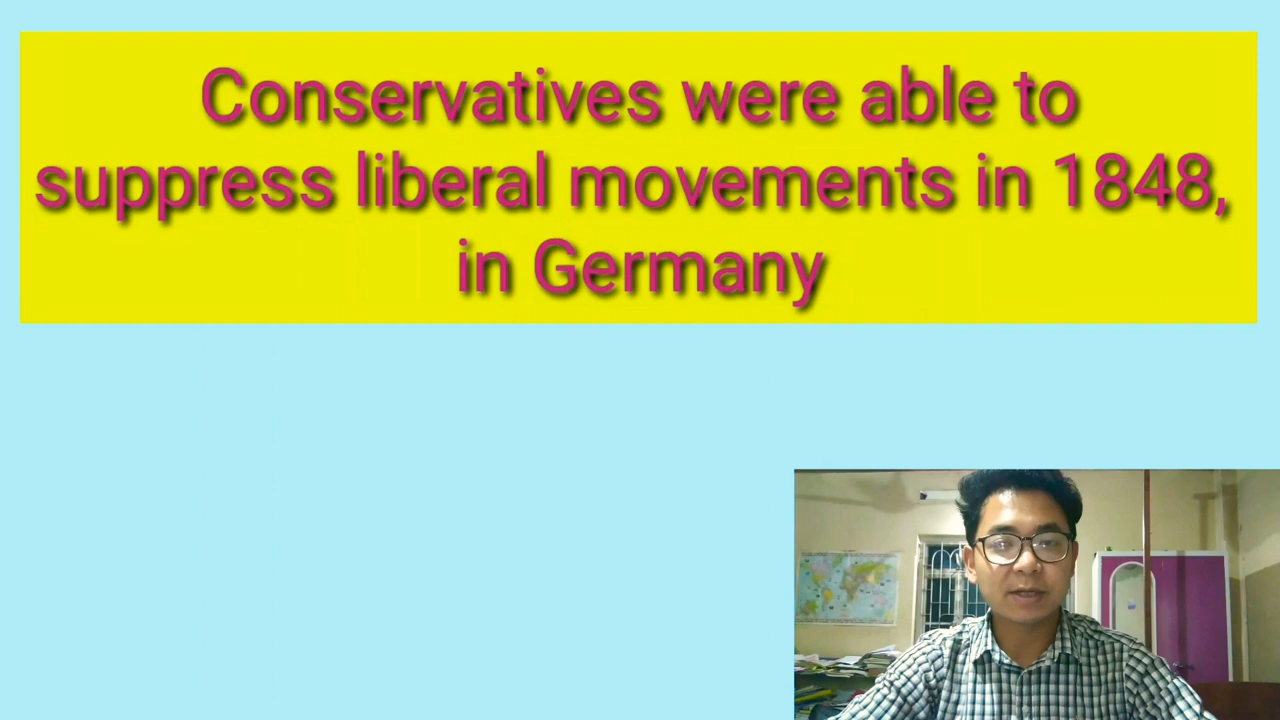 Conservatives were able to
suppress liberal movements in 1848,
in Germany